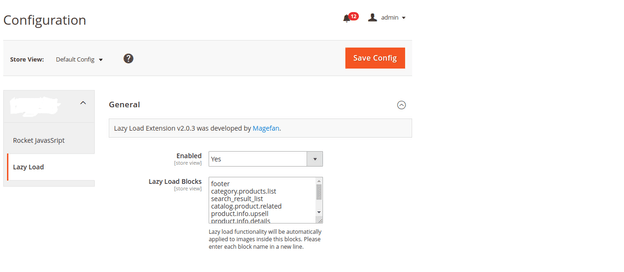 Configuration
12
admin
Store View: Default Config ?
Save Config
General
Lazy Load Extension v2.0.3 was developed by Magefan.
Rocket JavaSript
Lazy Load
Enabled
[store view]
Yes
Lazy Load Blocks
[store view]
footer
category.products.list
search_result_list
catalog.product.related
product.info.upsell
product.info.details
Lazy load functionality will be automatically
applied to images inside this blocks. Please
enter each block name in a new line.